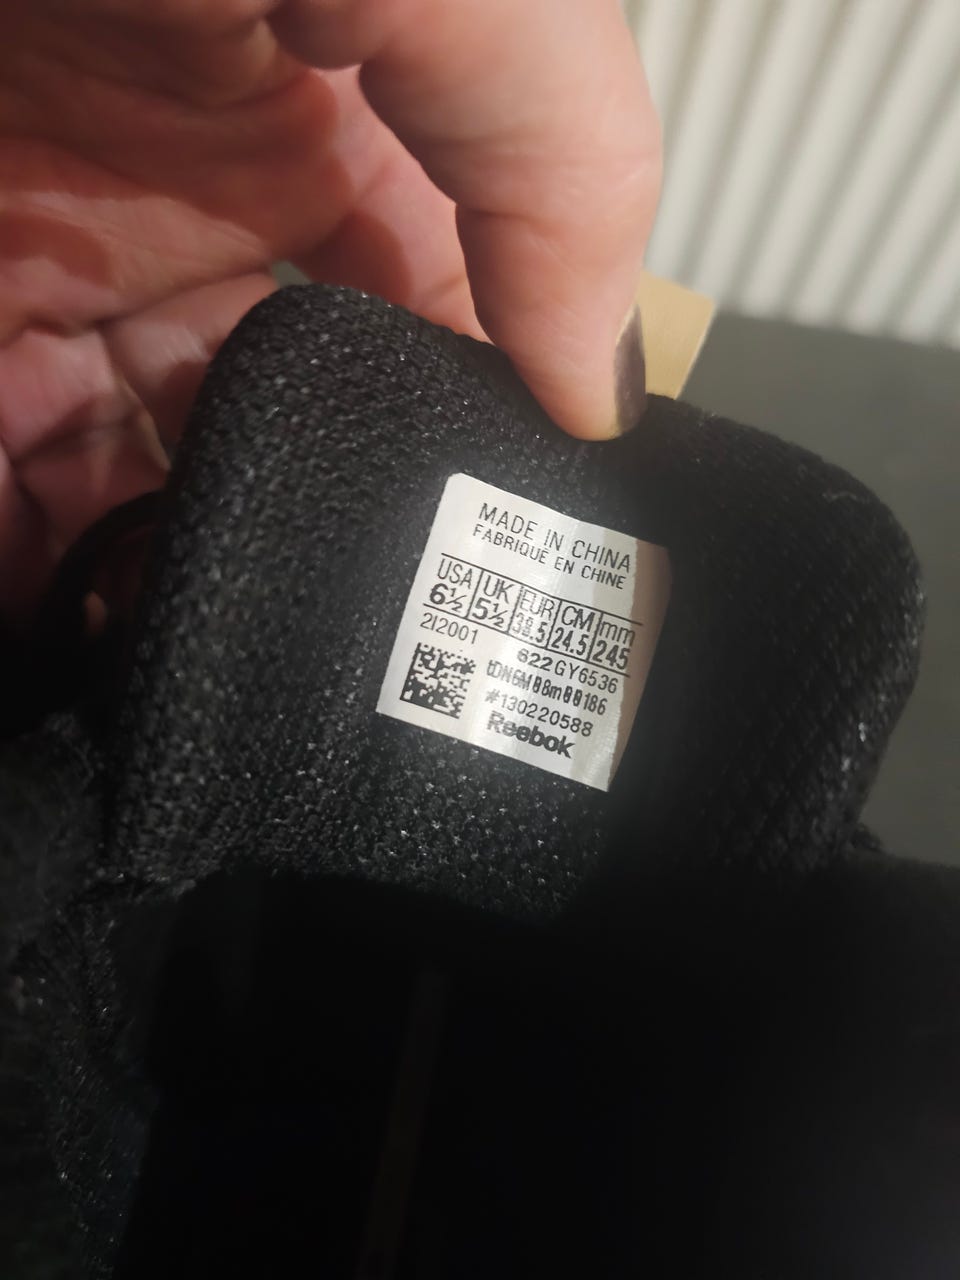 MADE IN CHINA
FABRIQUÉ EN CHINE
USA UK EUR CM mm
6½ 5½ 38.5 24.5 245
2I2001 622 GY6536
#130220588
Reebok